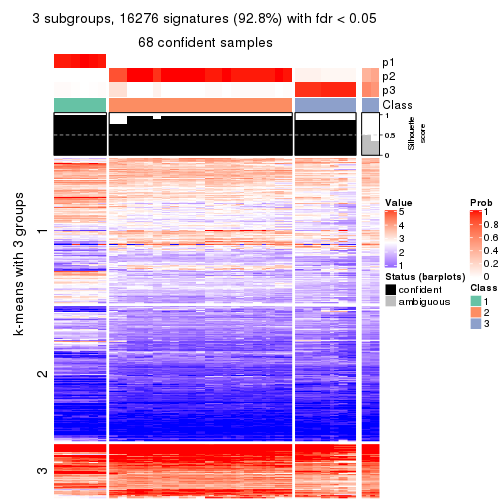 3 subgroups, 16276 signatures (92.8%) with fdr < 0.05
68 confident samples
p1
p2
p3
Class
1
0.5
0
Silhouette
score
k-means with 3 groups
1
2
3
Value
5
4
3
2
1
Status (barplots)
confident
ambiguous
Prob
1
0.8
0.6
0.4
0.2
0
Class
1
2
3